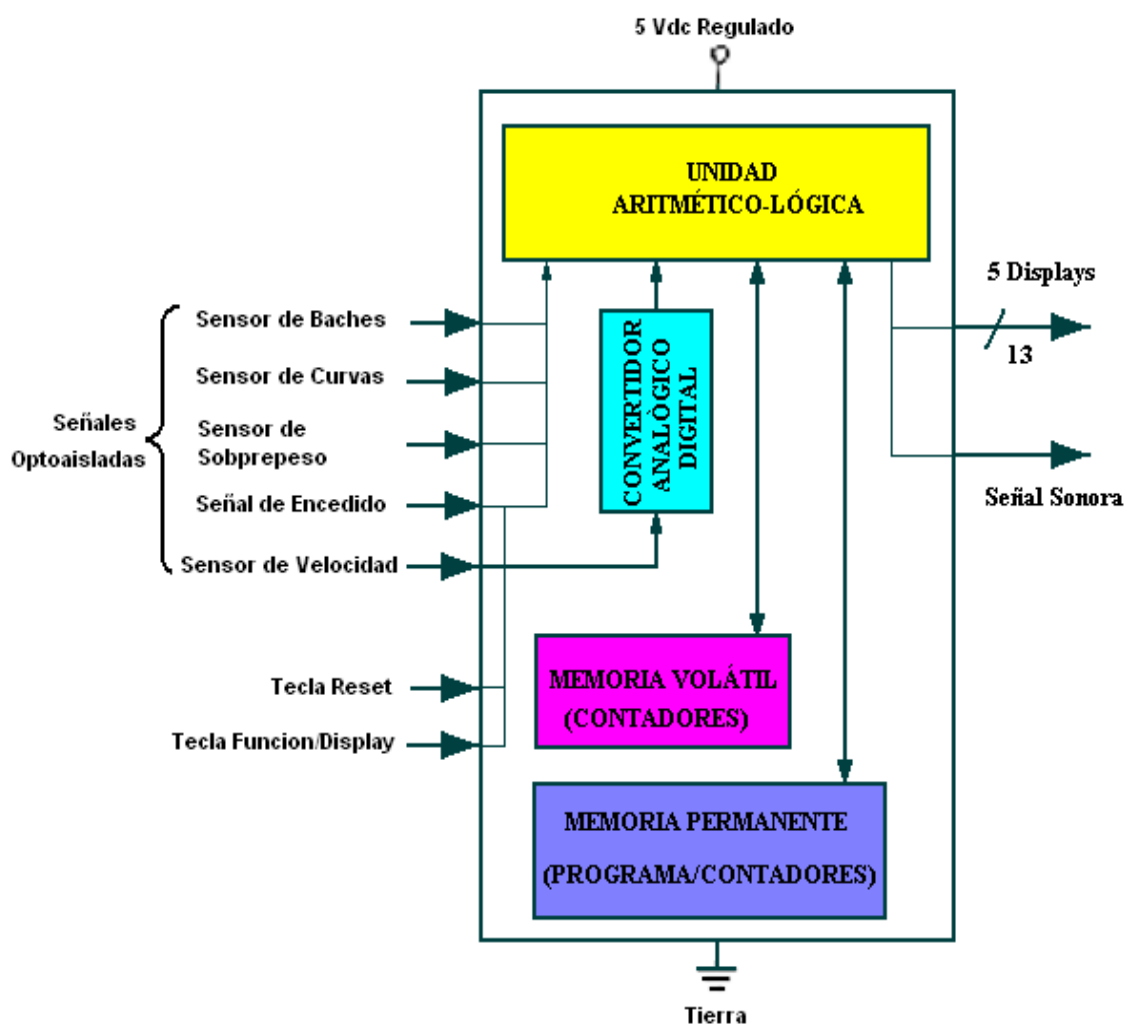 5 Vdc Regulado
UNIDAD
ARITMÉTICO-LÓGICA
5 Displays
13
Señal Sonora
Señales
Optoaisladas
Sensor de Baches
Sensor de Curvas
Sensor de
Sobprepeso
Señal de Encedido
Sensor de Velocidad
Tecla Reset
Tecla Funcion/Display
CONVERTIDOR
ANALÒGICO
DIGITAL
MEMORIA VOLÁTIL
(CONTADORES)
MEMORIA PERMANENTE
(PROGRAMA/CONTADORES)
Tierra